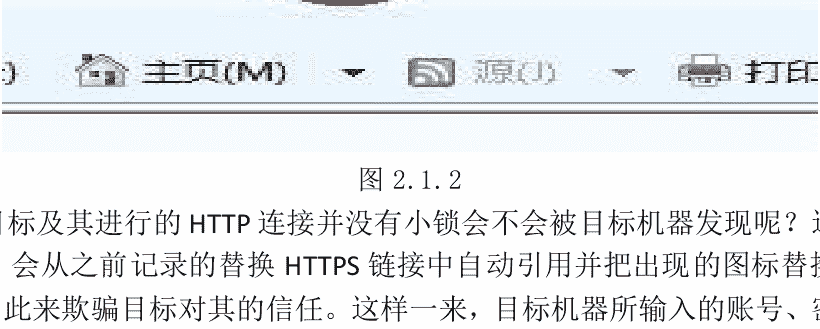 主页(M) 源(J) 打印
图 2.1.2
目标及其进行的 HTTP 连接并没有小锁会不会被目标机器发现呢？
会从之前记录的替换 HTTPS 链接中自动引用并把出现的图标替换
此来欺骗目标对其的信任。这样一来，目标机器所输入的账号、密